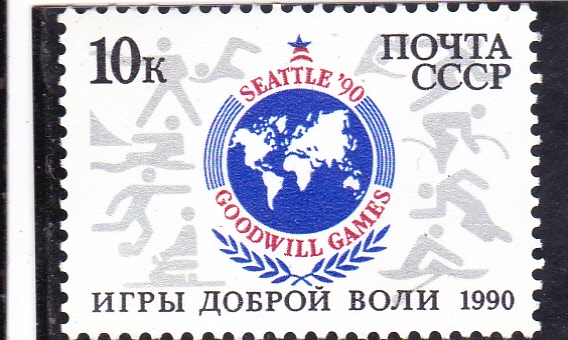 10К
ПОЧТА
СССР
SEATTLE '90
GOODWILL GAMES
ИГРЫ ДОБРОЙ ВОЛИ 1990